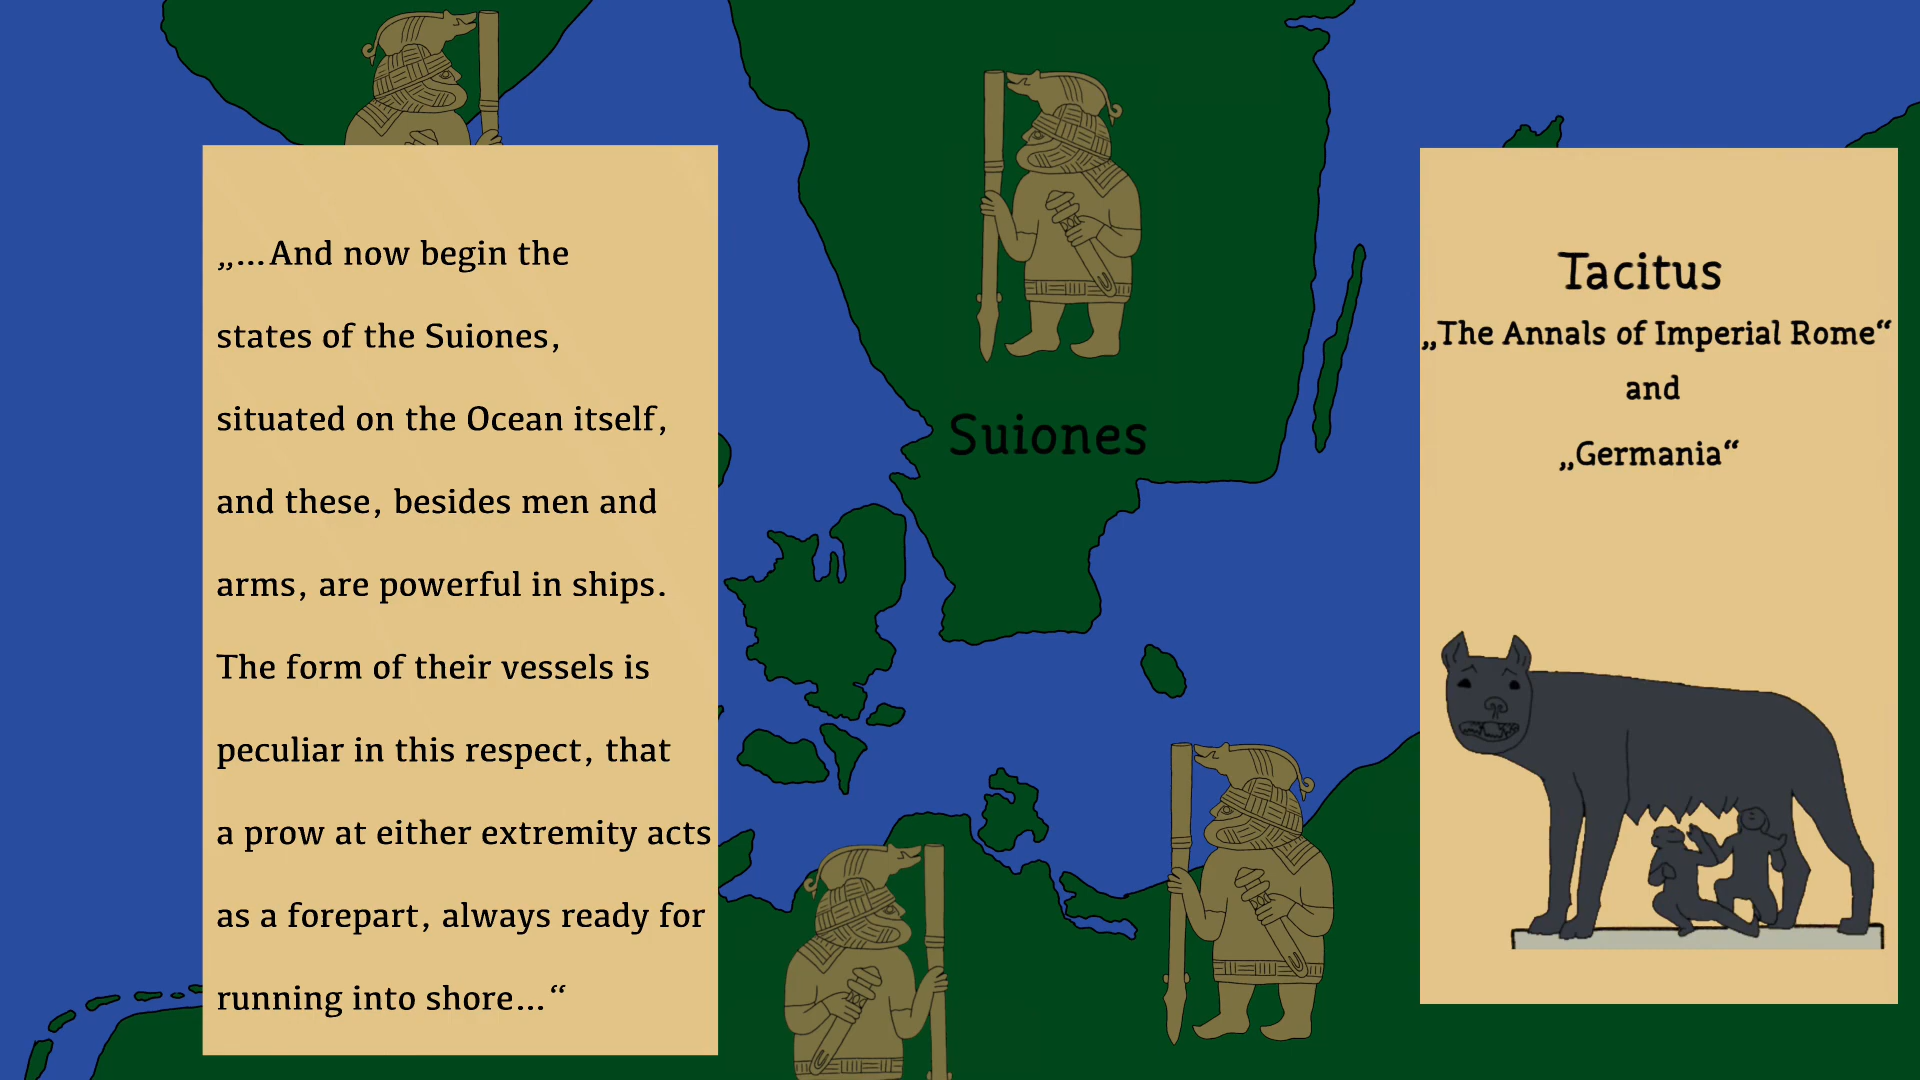 „...And now begin the
states of the Suiones,
situated on the Ocean itself,
and these, besides men and
arms, are powerful in ships.
The form of their vessels is
peculiar in this respect, that
a prow at either extremity acts
as a forepart, always ready for
running into shore...“
Suiones
Tacitus
„The Annals of Imperial Rome“
and
„Germania“